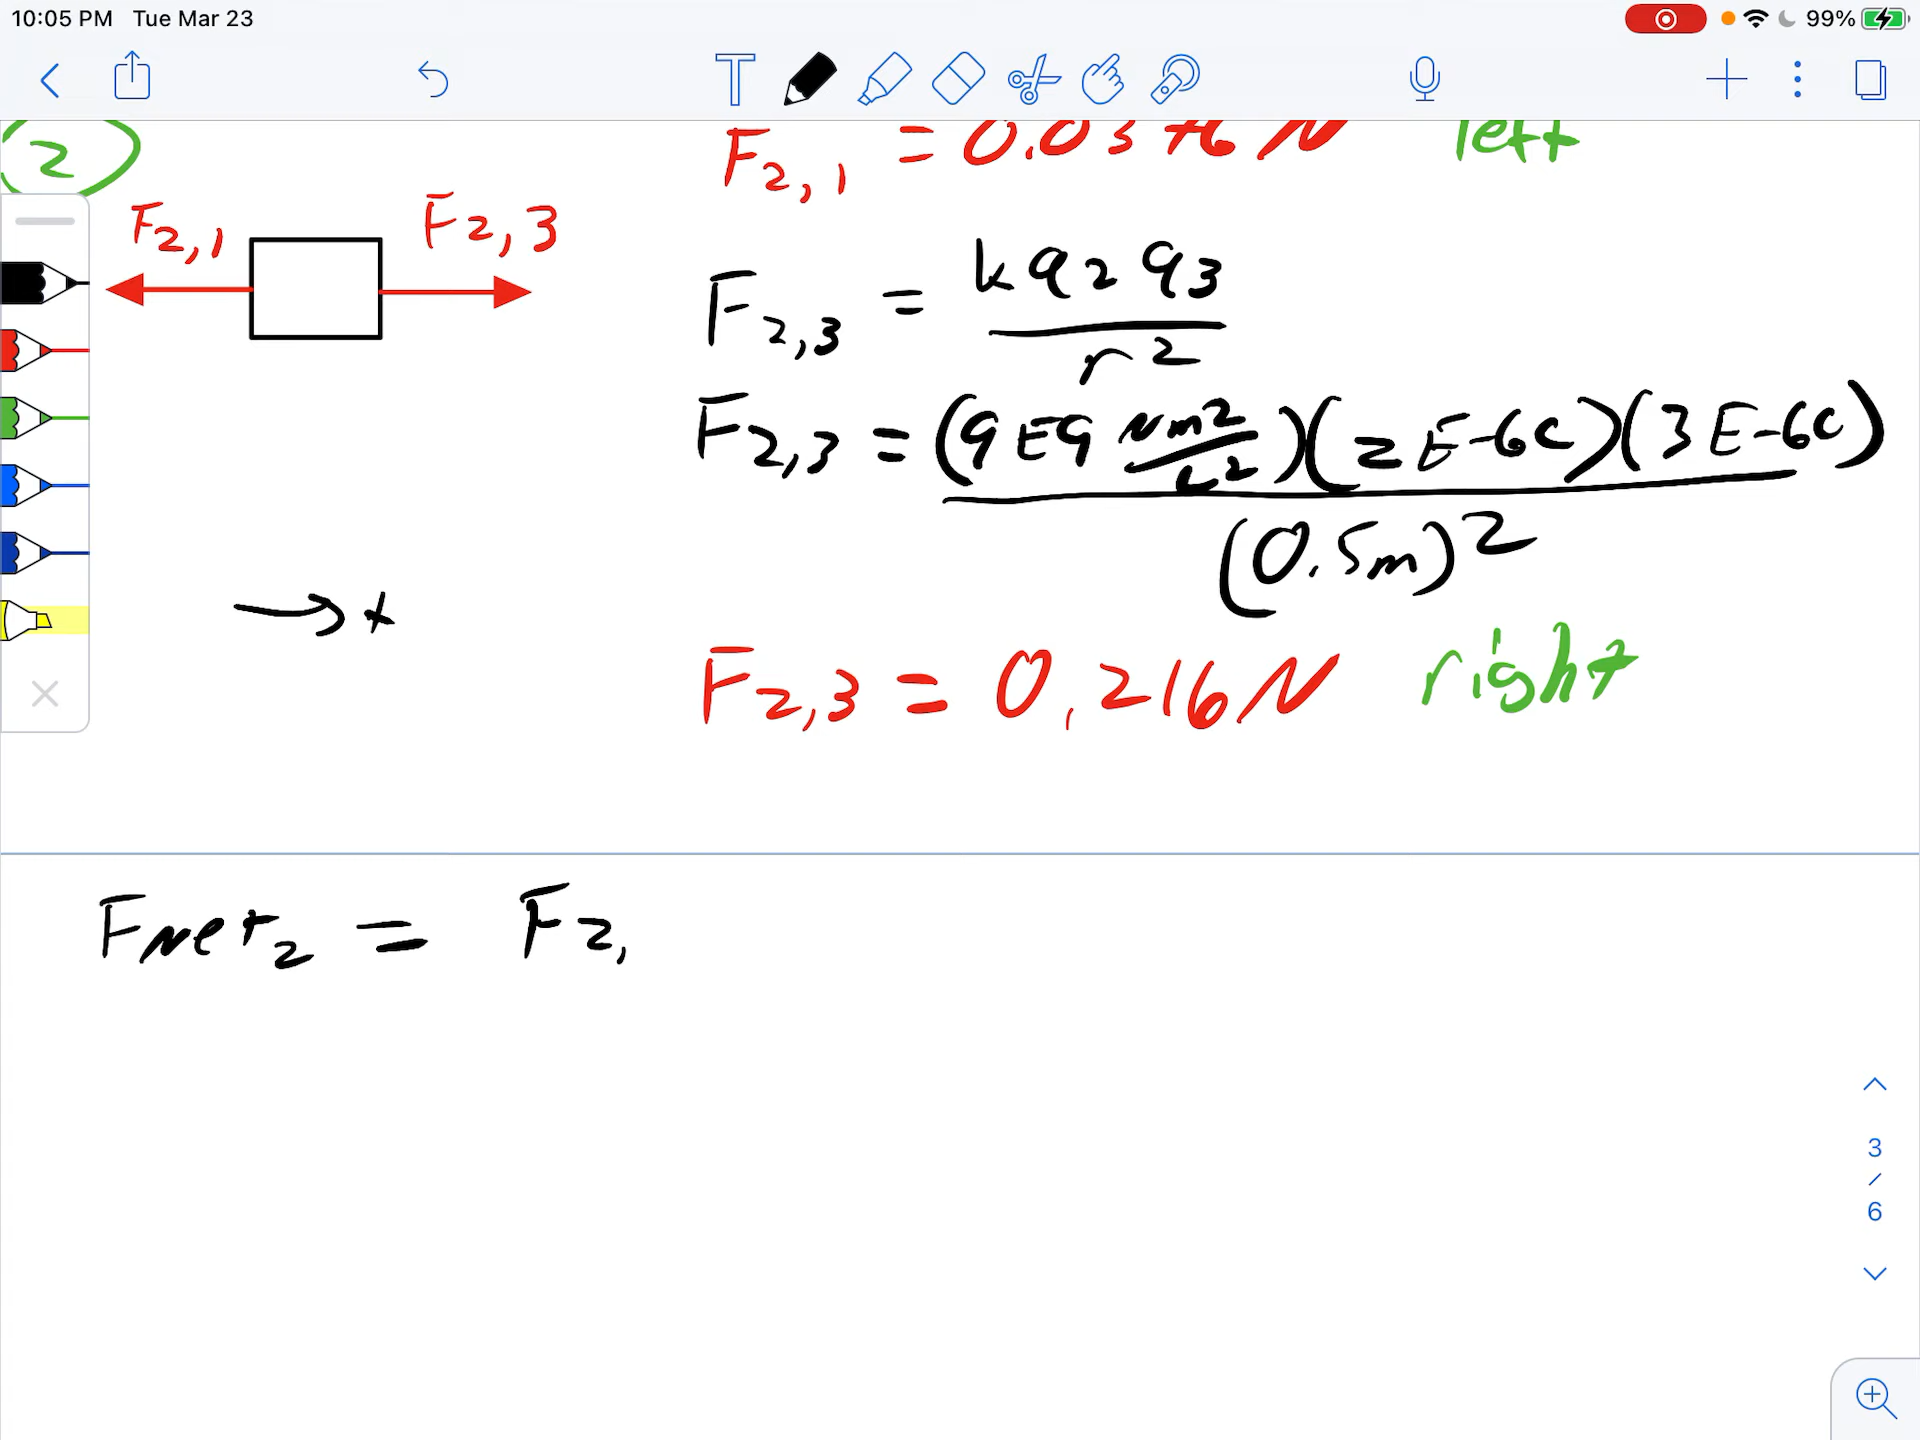 10:05 PM Tue Mar 23
99%
2
F2,1 = 0.0376 N left
F2,1 F2,3
F2,3 = kq2q3 / r²
F2,3 = (9E9 Nm²/C²)(2E-6C)(3E-6C) / (0.5m)²
→ +
F2,3 = 0.216 N right
FNet2 = F2,
3
/
6